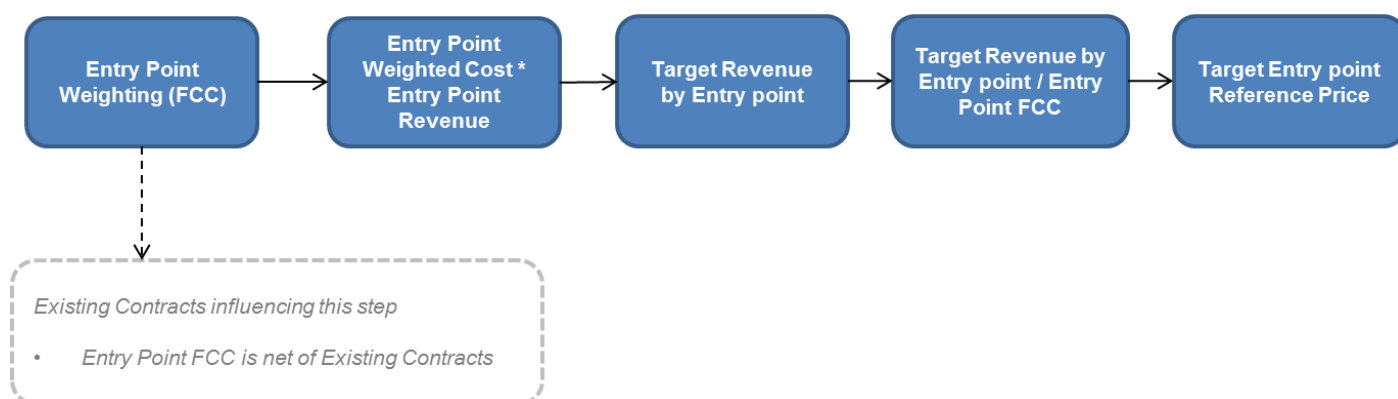 Entry Point
Weighting (FCC)
Entry Point
Weighted Cost *
Entry Point
Revenue
Target Revenue
by Entry point
Target Revenue by
Entry point / Entry
Point FCC
Target Entry point
Reference Price
Existing Contracts influencing this step
• Entry Point FCC is net of Existing Contracts